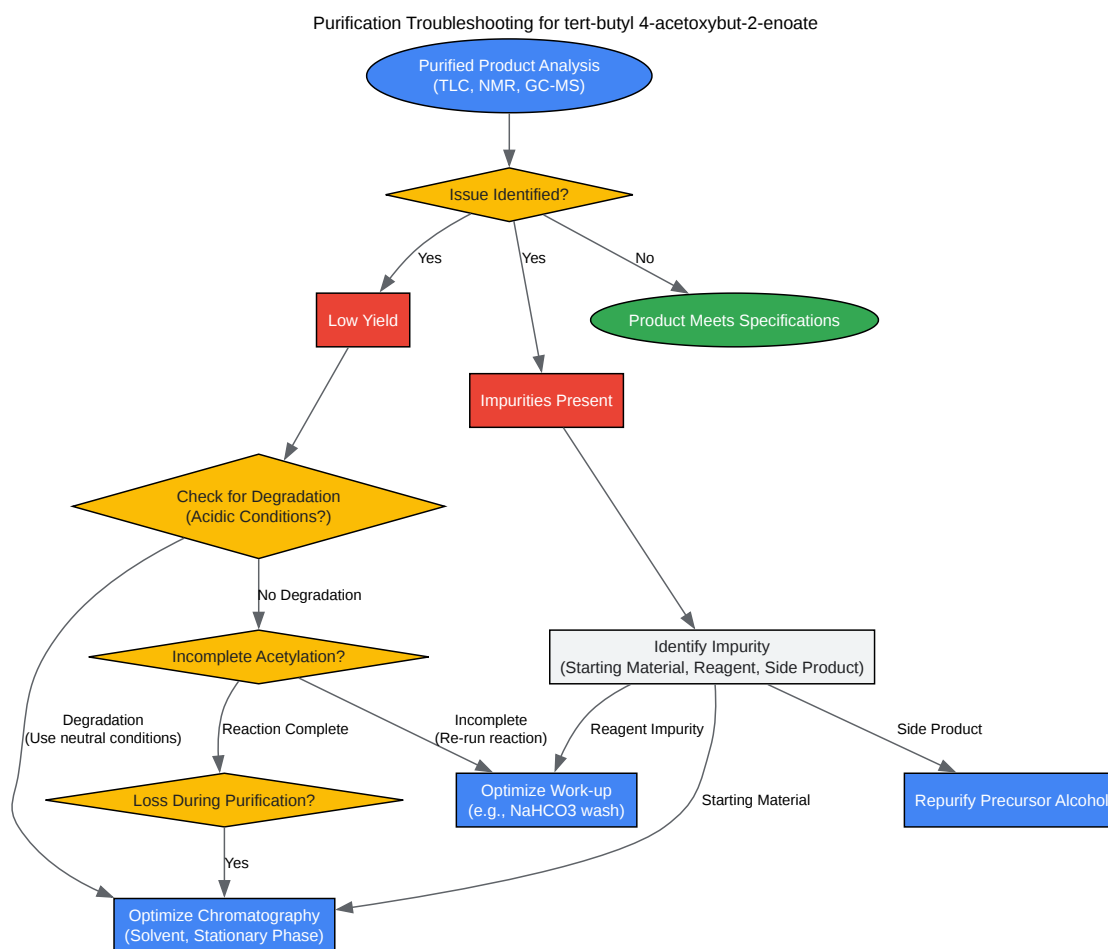 Purification Troubleshooting for tert-butyl 4-acetoxybut-2-enoate
Purified Product Analysis
(TLC, NMR, GC-MS)
Issue Identified?
Yes
Yes
No
Low Yield
Product Meets Specifications
Impurities Present
Check for Degradation
(Acidic Conditions?)
No Degradation
Identify Impurity
(Starting Material, Reagent, Side Product)
Incomplete Acetylation?
Degradation
(Use neutral conditions)
Reaction Complete
Incomplete
(Re-run reaction)
Reagent Impurity
Side Product
Loss During Purification?
Optimize Work-up
(e.g., NaHCO3 wash)
Starting Material
Repurify Precursor Alcohol
Yes
Optimize Chromatography
(Solvent, Stationary Phase)